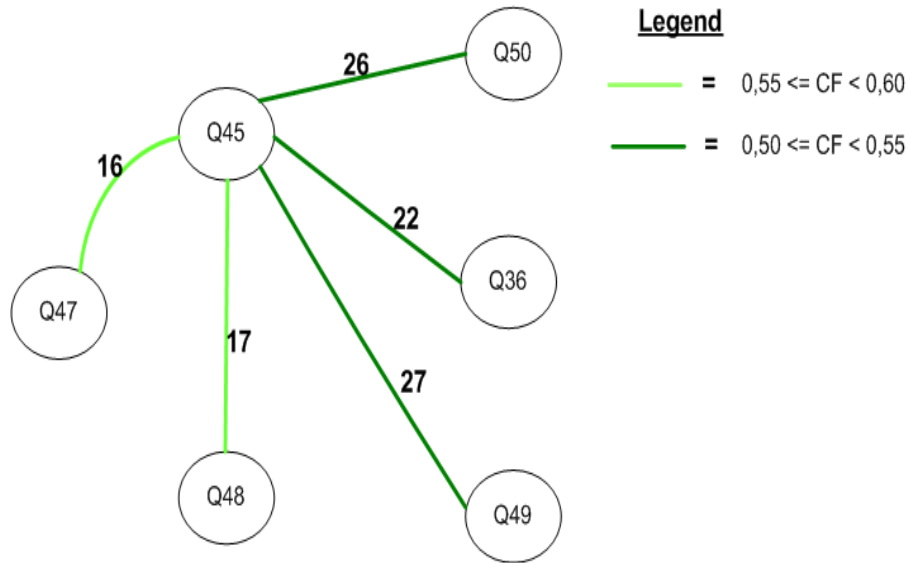 Legend
= 0,55 <= CF < 0,60
= 0,50 <= CF < 0,55
Q50
26
Q45
16
22
Q36
Q47
17
27
Q48
Q49